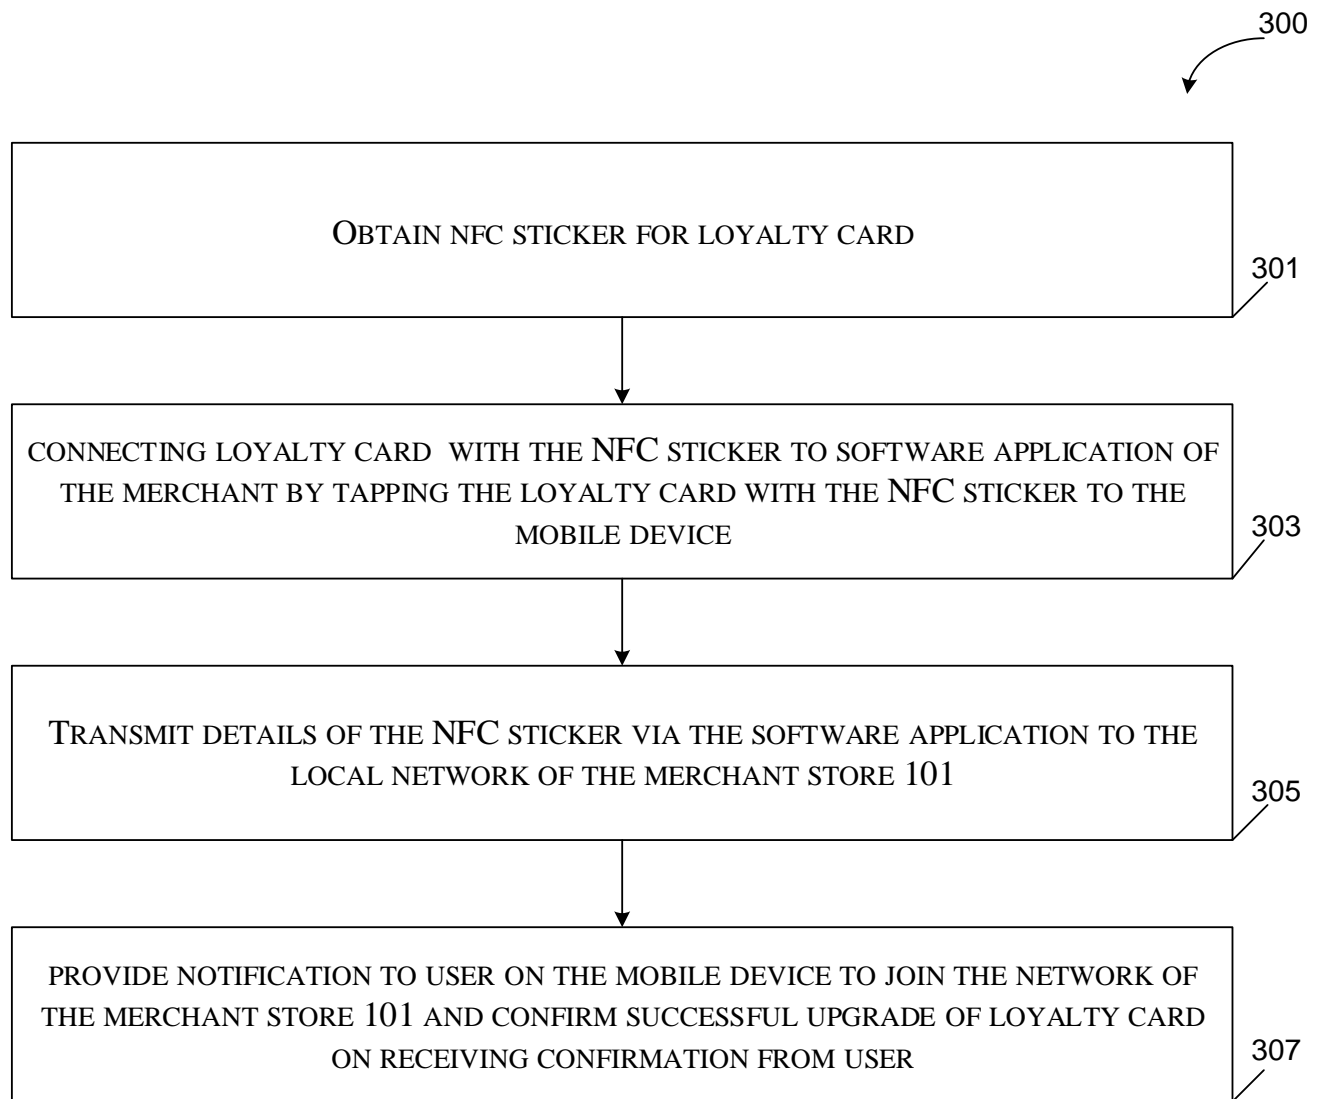 300
OBTAIN NFC STICKER FOR LOYALTY CARD
301
CONNECTING LOYALTY CARD WITH THE NFC STICKER TO SOFTWARE APPLICATION OF
THE MERCHANT BY TAPPING THE LOYALTY CARD WITH THE NFC STICKER TO THE
MOBILE DEVICE
303
TRANSMIT DETAILS OF THE NFC STICKER VIA THE SOFTWARE APPLICATION TO THE
LOCAL NETWORK OF THE MERCHANT STORE 101
305
PROVIDE NOTIFICATION TO USER ON THE MOBILE DEVICE TO JOIN THE NETWORK OF
THE MERCHANT STORE 101 AND CONFIRM SUCCESSFUL UPGRADE OF LOYALTY CARD
ON RECEIVING CONFIRMATION FROM USER
307